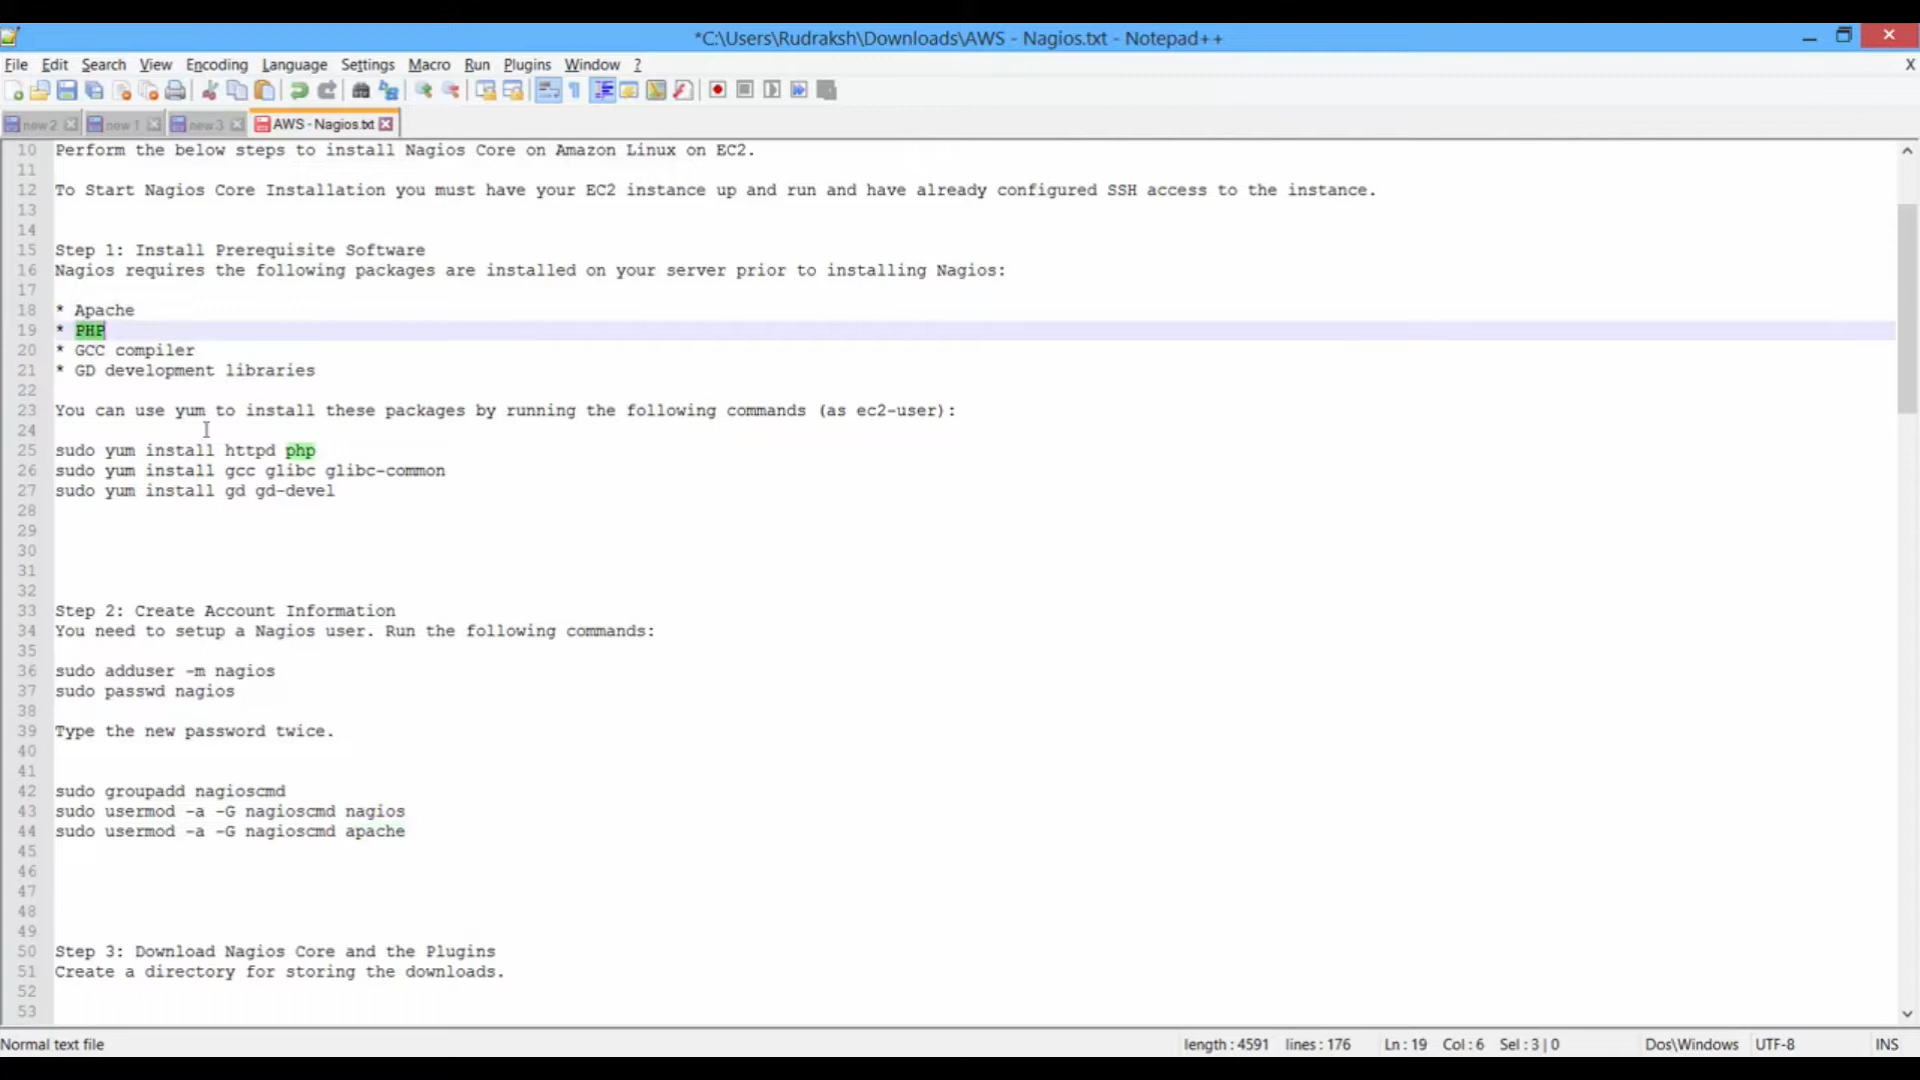 *C:\Users\Rudraksh\Downloads\AWS - Nagios.txt - Notepad++
File Edit Search View Encoding Language Settings Macro Run Plugins Window ? X
new 2 new 1 new 3 AWS - Nagios.txt
10 Perform the below steps to install Nagios Core on Amazon Linux on EC2.
11
12 To Start Nagios Core Installation you must have your EC2 instance up and run and have already configured SSH access to the instance.
13
14
15 Step 1: Install Prerequisite Software
16 Nagios requires the following packages are installed on your server prior to installing Nagios:
17
18 * Apache
19 * PHP
20 * GCC compiler
21 * GD development libraries
22
23 You can use yum to install these packages by running the following commands (as ec2-user):
24
25 sudo yum install httpd php
26 sudo yum install gcc glibc glibc-common
27 sudo yum install gd gd-devel
28
29
30
31
32
33 Step 2: Create Account Information
34 You need to setup a Nagios user. Run the following commands:
35
36 sudo adduser -m nagios
37 sudo passwd nagios
38
39 Type the new password twice.
40
41
42 sudo groupadd nagioscmd
43 sudo usermod -a -G nagioscmd nagios
44 sudo usermod -a -G nagioscmd apache
45
46
47
48
49
50 Step 3: Download Nagios Core and the Plugins
51 Create a directory for storing the downloads.
52
53
Normal text file length : 4591 lines : 176 Ln : 19 Col : 6 Sel : 3 | 0 Dos\Windows UTF-8 INS